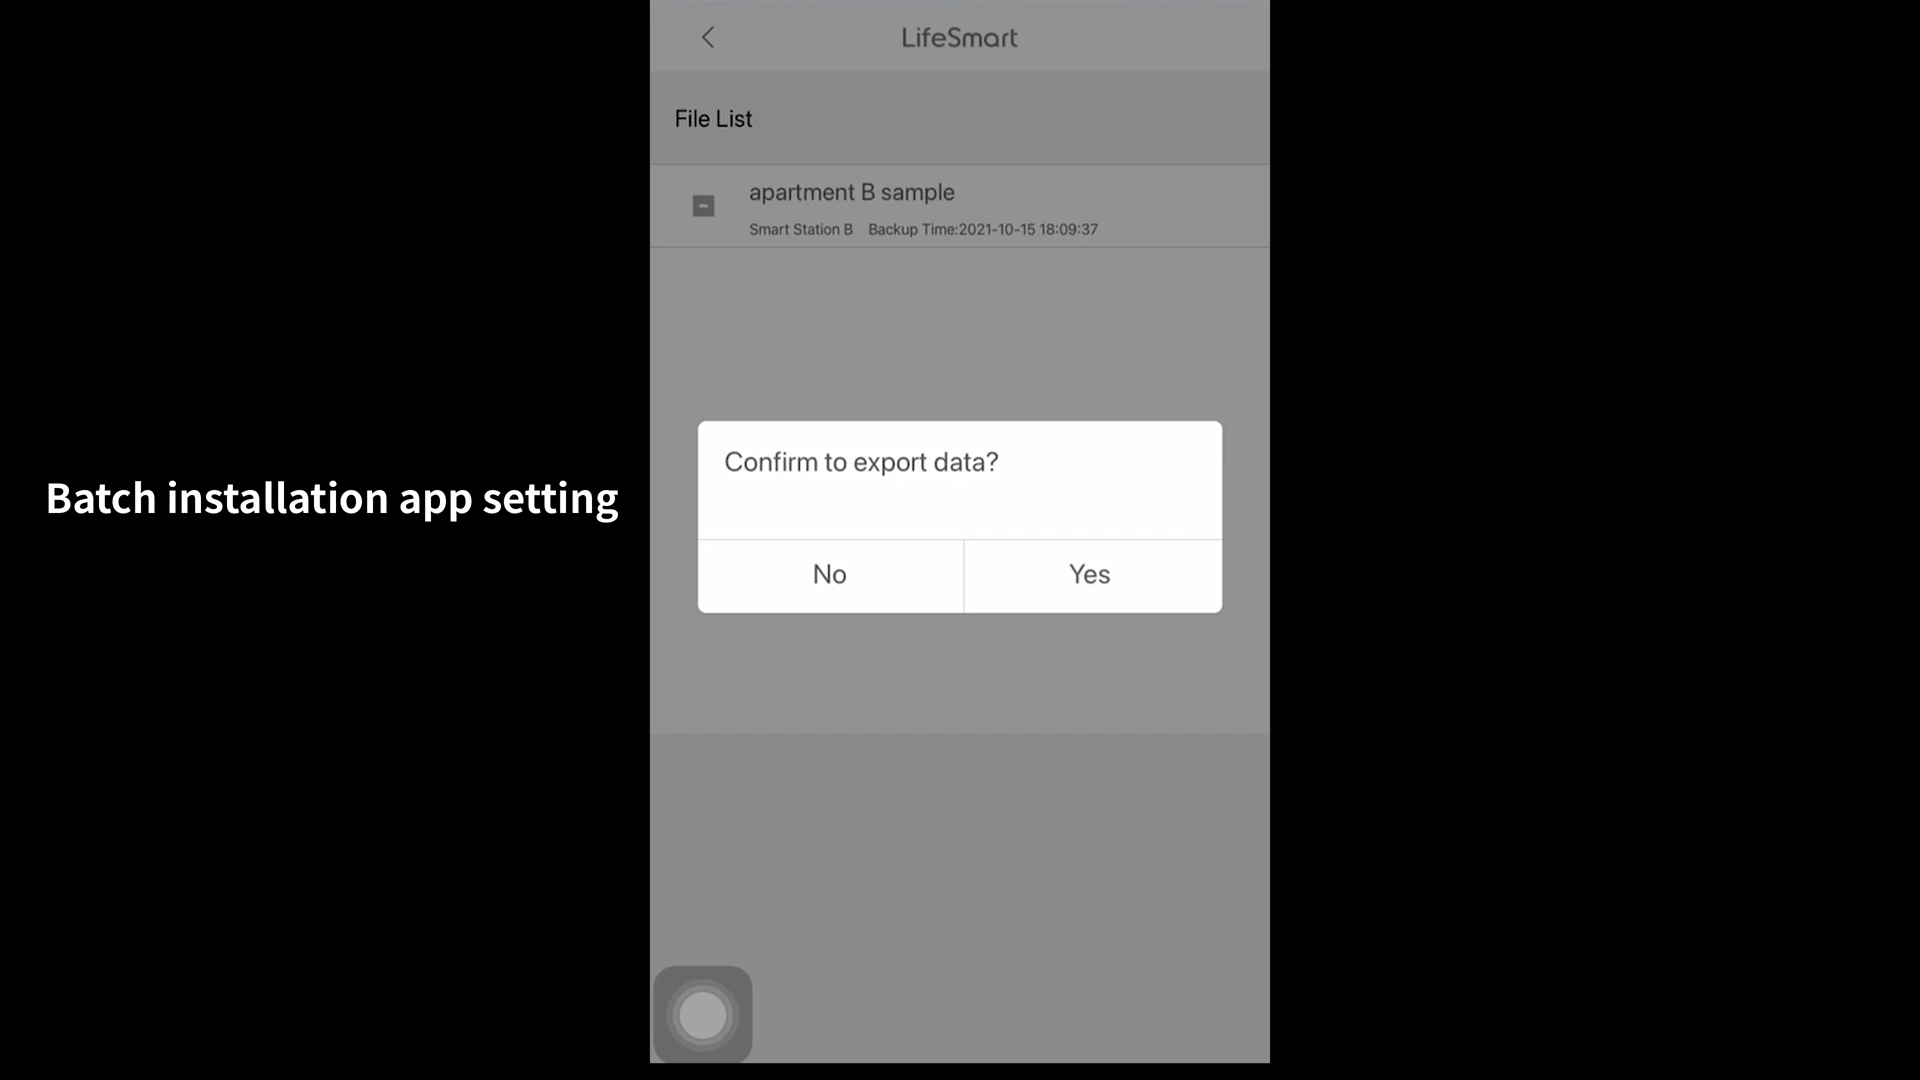 LifeSmart
File List
apartment B sample
Smart Station B Backup Time:2021-10-15 18:09:37
Batch installation app setting
Confirm to export data?
No Yes